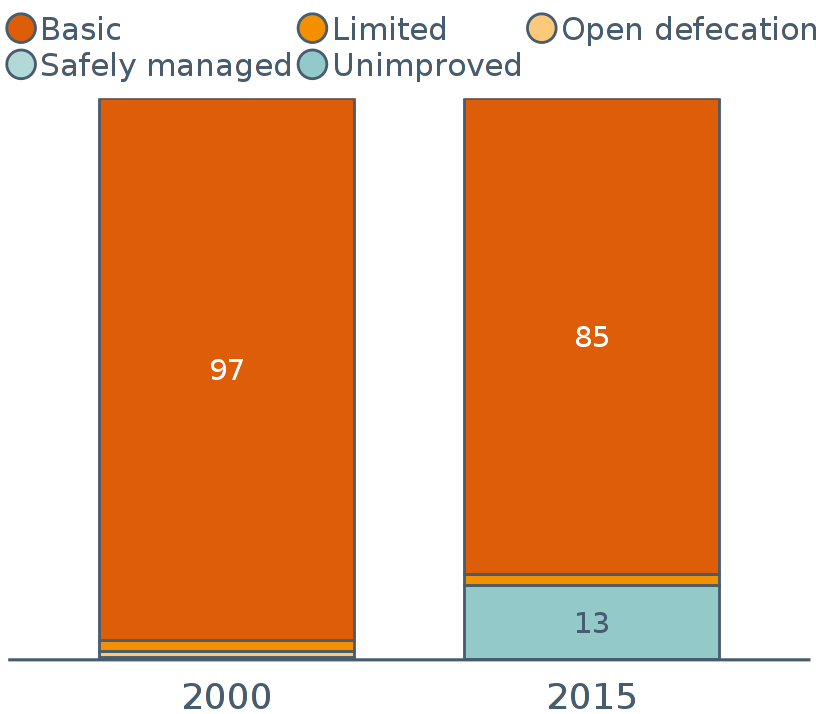 Basic Limited Open defecation
Safely managed Unimproved
97
85
13
2000 2015